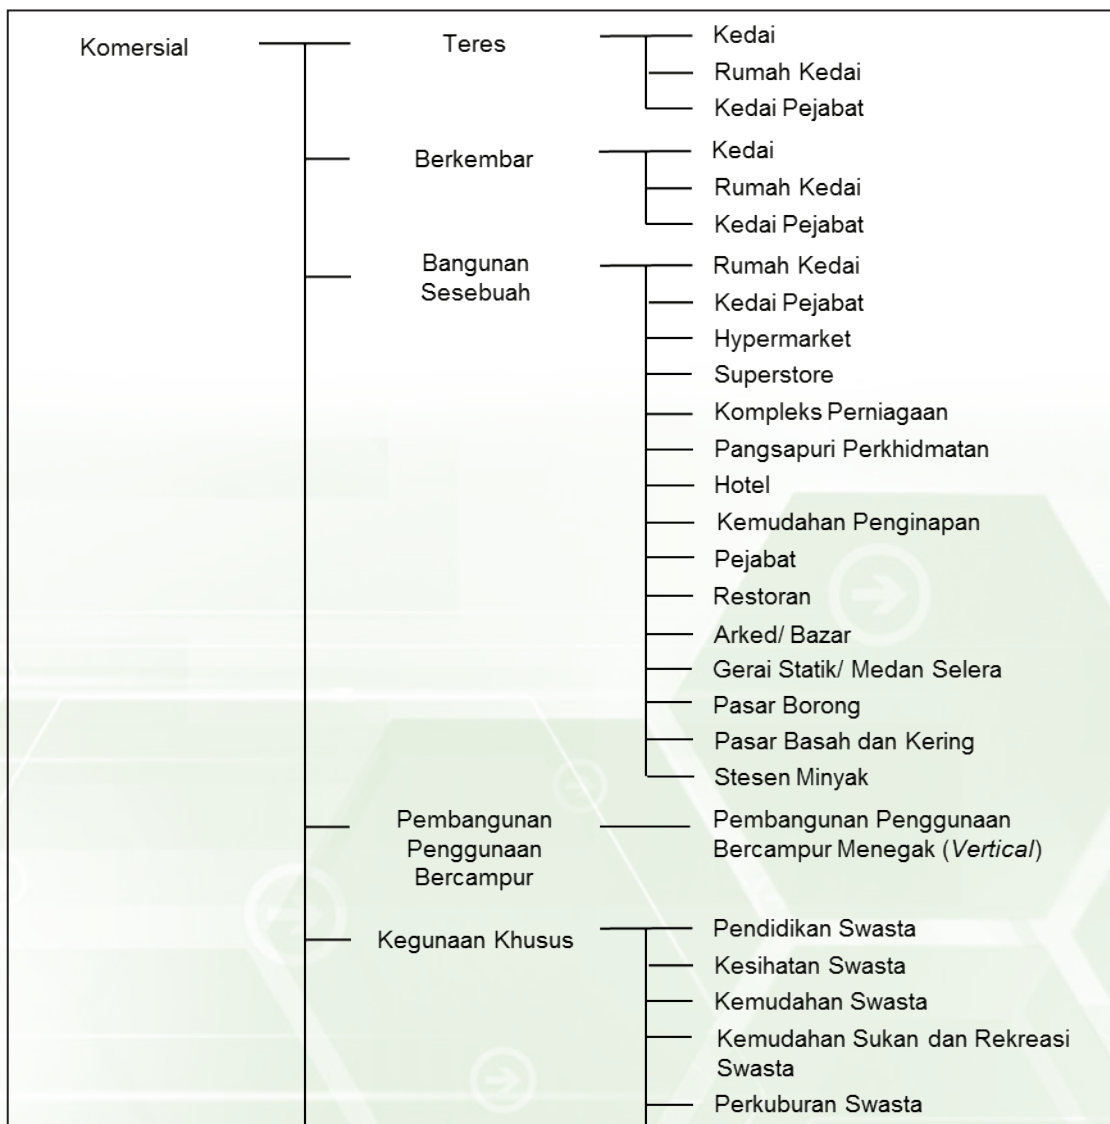 Komersial
Teres
Kedai
Rumah Kedai
Kedai Pejabat
Berkembar
Kedai
Rumah Kedai
Kedai Pejabat
Bangunan
Sesebuah
Rumah Kedai
Kedai Pejabat
Hypermarket
Superstore
Kompleks Perniagaan
Pangsapuri Perkhidmatan
Hotel
Kemudahan Penginapan
Pejabat
Restoran
Arked/ Bazar
Gerai Statik/ Medan Selera
Pasar Borong
Pasar Basah dan Kering
Stesen Minyak
Pembangunan
Penggunaan
Bercampur
Pembangunan Penggunaan
Bercampur Menegak (Vertical)
Kegunaan Khusus
Pendidikan Swasta
Kesihatan Swasta
Kemudahan Swasta
Kemudahan Sukan dan Rekreasi
Swasta
Perkuburan Swasta